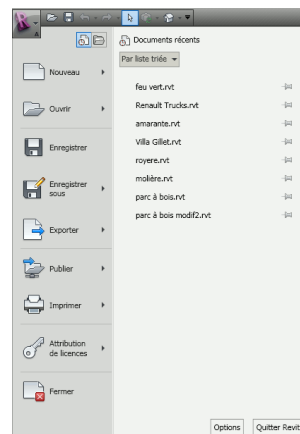 Documents récents
Par liste triée
Nouveau
Ouvrir
Enregistrer
Enregistrer
sous
Exporter
Publier
Imprimer
Attribution
de licences
Fermer
feu vert.rvt
Renault Trucks.rvt
amarante.rvt
Villa Gillet.rvt
royere.rvt
molière.rvt
parc à bois.rvt
parc à bois modif2.rvt
Options
Quitter Revit